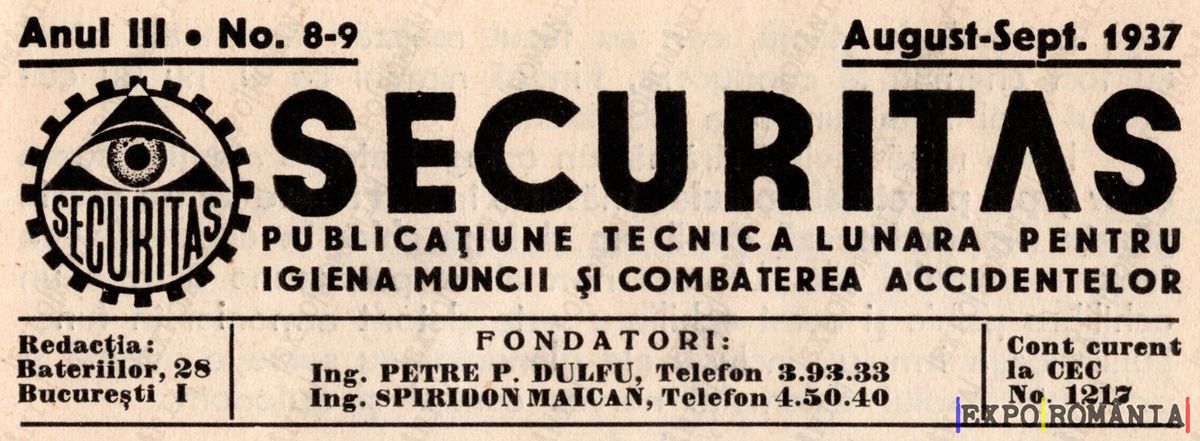 Anul III • No. 8-9
August-Sept. 1937
SECURITAS
SECURITAS
PUBLICAŢIUNE TECNICA LUNARA PENTRU
IGIENA MUNCII ŞI COMBATEREA ACCIDENTELOR
Redacţia:
Bateriilor, 28
Bucureşti I
FONDATORI:
Ing. PETRE P. DULFU, Telefon 3.93.33
Ing. SPIRIDON MAICAN, Telefon 4.50.40
Cont curent
la CEC
No. 1217
EXPO ROMÂNIA